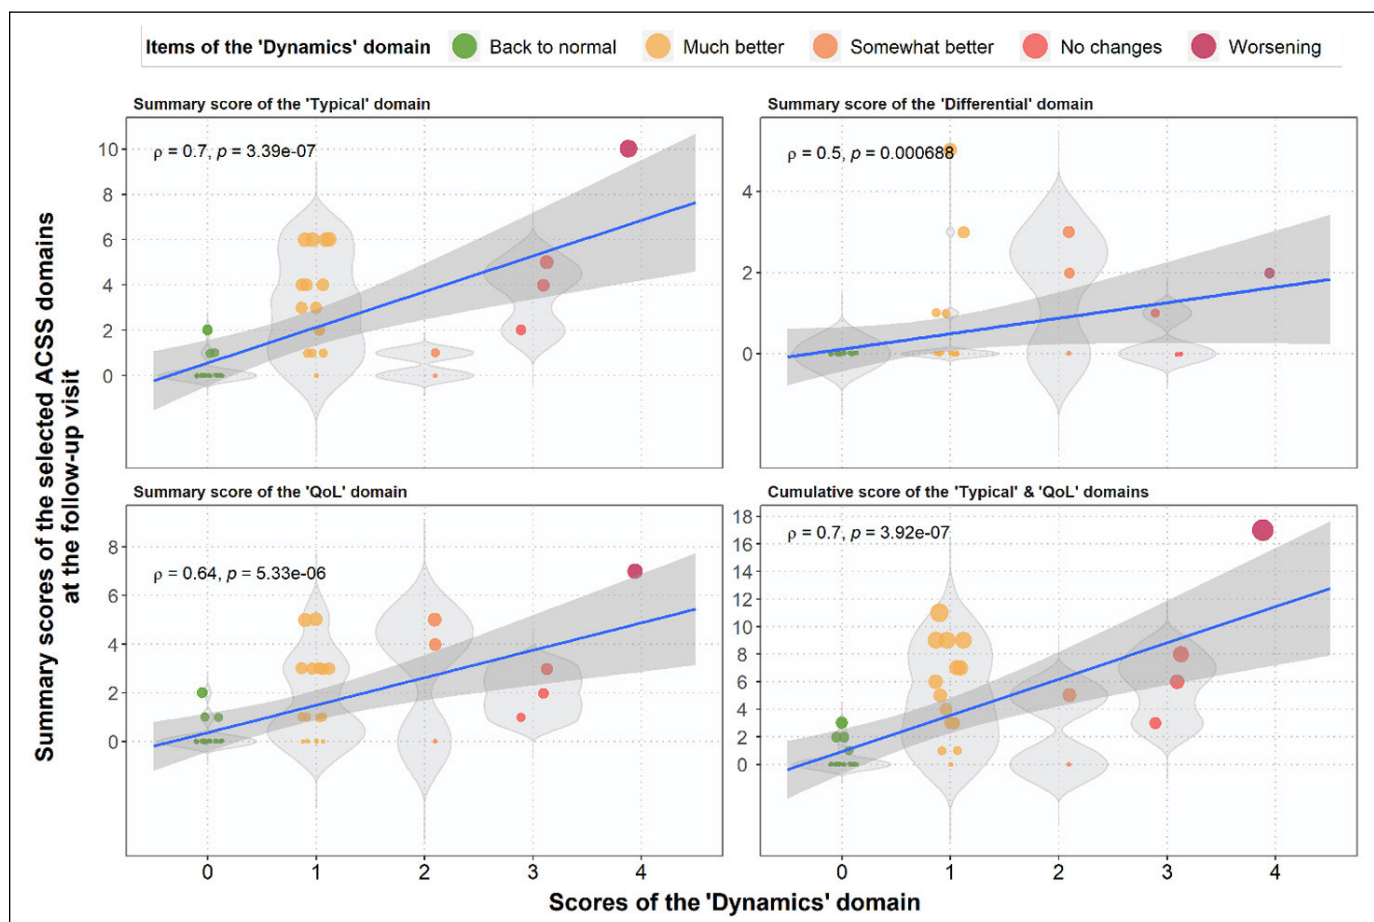 Items of the 'Dynamics' domain Back to normal Much better Somewhat better No changes Worsening
Summary score of the 'Typical' domain
ρ = 0.7, p = 3.39e-07
10
8
6
4
2
0
Summary score of the 'Differential' domain
ρ = 0.5, p = 0.000688
4
2
0
Summary scores of the selected ACSS domains
at the follow-up visit
Summary score of the 'QoL' domain
ρ = 0.64, p = 5.33e-06
8
6
4
2
0
0 1 2 3 4
Cumulative score of the 'Typical' & 'QoL' domains
ρ = 0.7, p = 3.92e-07
18
16
14
12
10
8
6
4
2
0
0 1 2 3 4
Scores of the 'Dynamics' domain